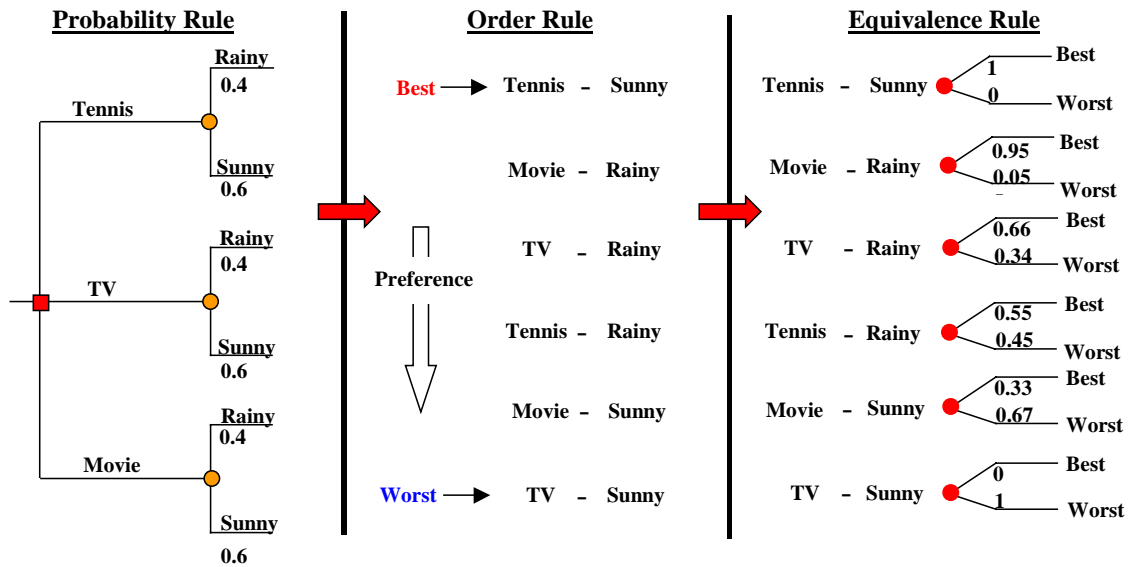 Probability Rule
Rainy
0.4
Tennis
Sunny
0.6
Rainy
0.4
TV
Sunny
0.6
Rainy
0.4
Movie
Sunny
0.6
Order Rule
Best Tennis - Sunny
Movie - Rainy
TV - Rainy
Preference
Tennis - Rainy
Movie - Sunny
Worst TV - Sunny
Equivalence Rule
Best
Tennis - Sunny 1
0
Worst
Best
Movie - Rainy 0.95
0.05
Worst
Best
TV - Rainy 0.66
0.34
Worst
Best
Tennis - Rainy 0.55
0.45
Worst
Best
Movie - Sunny 0.33
0.67
Worst
Best
TV - Sunny 0
1
Worst